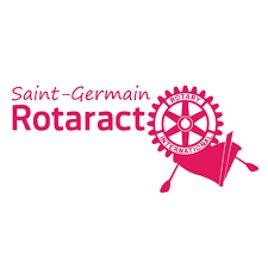 Saint-Germain
Rotaract
ROTARY
INTERNATIONAL